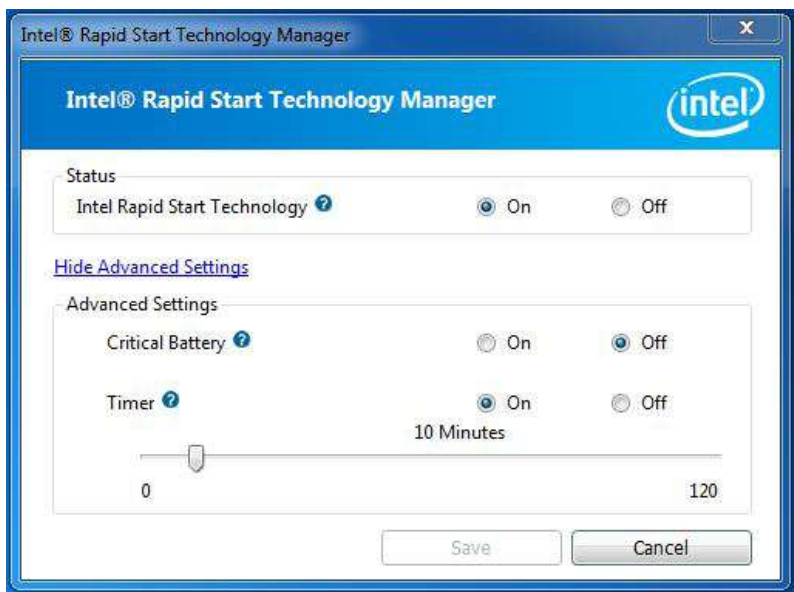 Intel® Rapid Start Technology Manager
x
Intel® Rapid Start Technology Manager
intel
Status
Intel Rapid Start Technology ? On Off
Hide Advanced Settings
Advanced Settings
Critical Battery ? On Off
Timer ? On Off
10 Minutes
0 120
Save Cancel